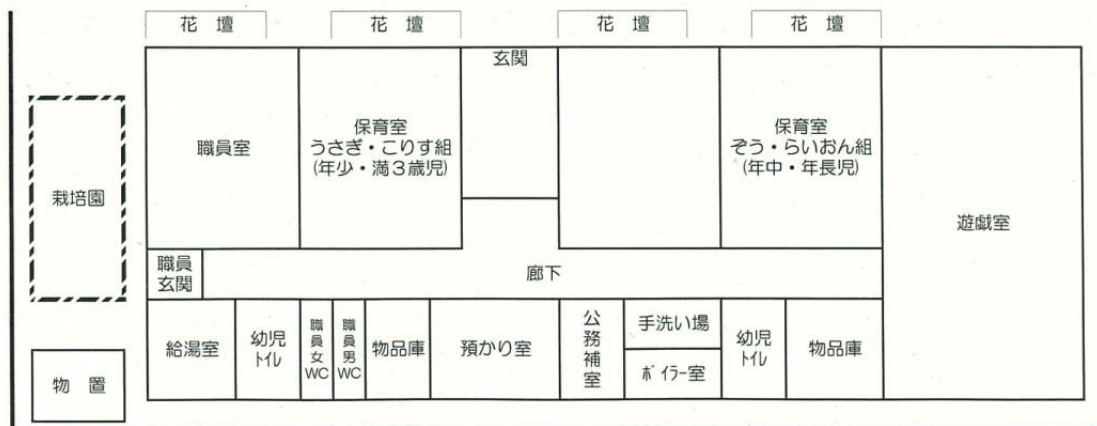 花 壇
花 壇
花 壇
花 壇
玄関
職員室
保育室
うさぎ・こりす組
(年少・満3歳児)
保育室
ぞう・らいおん組
(年中・年長児)
遊戯室
栽培園
職員
玄関
廊下
給湯室
幼児
トイレ
職員女WC
職員男WC
物品庫
預かり室
公務補室
手洗い場
ボイラー室
幼児
トイレ
物品庫
物 置